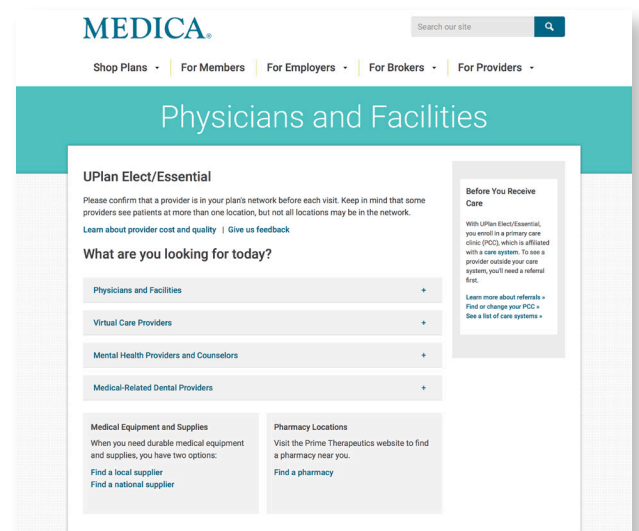 MEDICA®
Search our site
Shop Plans
For Members
For Employers
For Brokers
For Providers
Physicians and Facilities
UPlan Elect/Essential
Please confirm that a provider is in your plan's network before each visit. Keep in mind that some
providers see patients at more than one location, but not all locations may be in the network.
Learn about provider cost and quality | Give us feedback
What are you looking for today?
Physicians and Facilities +
Virtual Care Providers +
Mental Health Providers and Counselors +
Medical-Related Dental Providers +
Medical Equipment and Supplies
When you need durable medical equipment
and supplies, you have two options:
Find a local supplier
Find a national supplier
Pharmacy Locations
Visit the Prime Therapeutics website to find
a pharmacy near you.
Find a pharmacy
Before You Receive
Care
With UPlan Elect/Essential,
you enroll in a primary care
clinic (PCC), which is affiliated
with a care system. To see a
provider outside your care
system, you'll need a referral
first.
Learn more about referrals »
Find or change your PCC »
See a list of care systems »